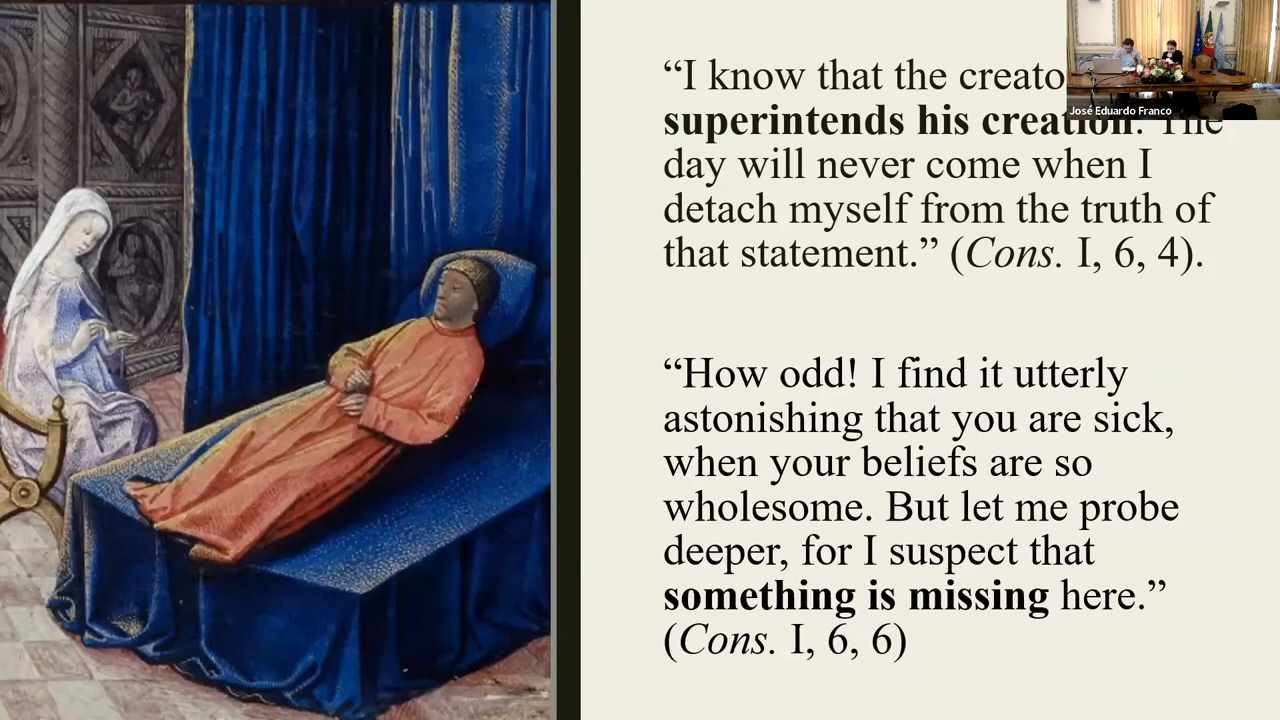 “I know that the creato
superintends his creation. The
day will never come when I
detach myself from the truth of
that statement.” (Cons. I, 6, 4).
“How odd! I find it utterly
astonishing that you are sick,
when your beliefs are so
wholesome. But let me probe
deeper, for I suspect that
something is missing here.”
(Cons. I, 6, 6)
José Eduardo Franco